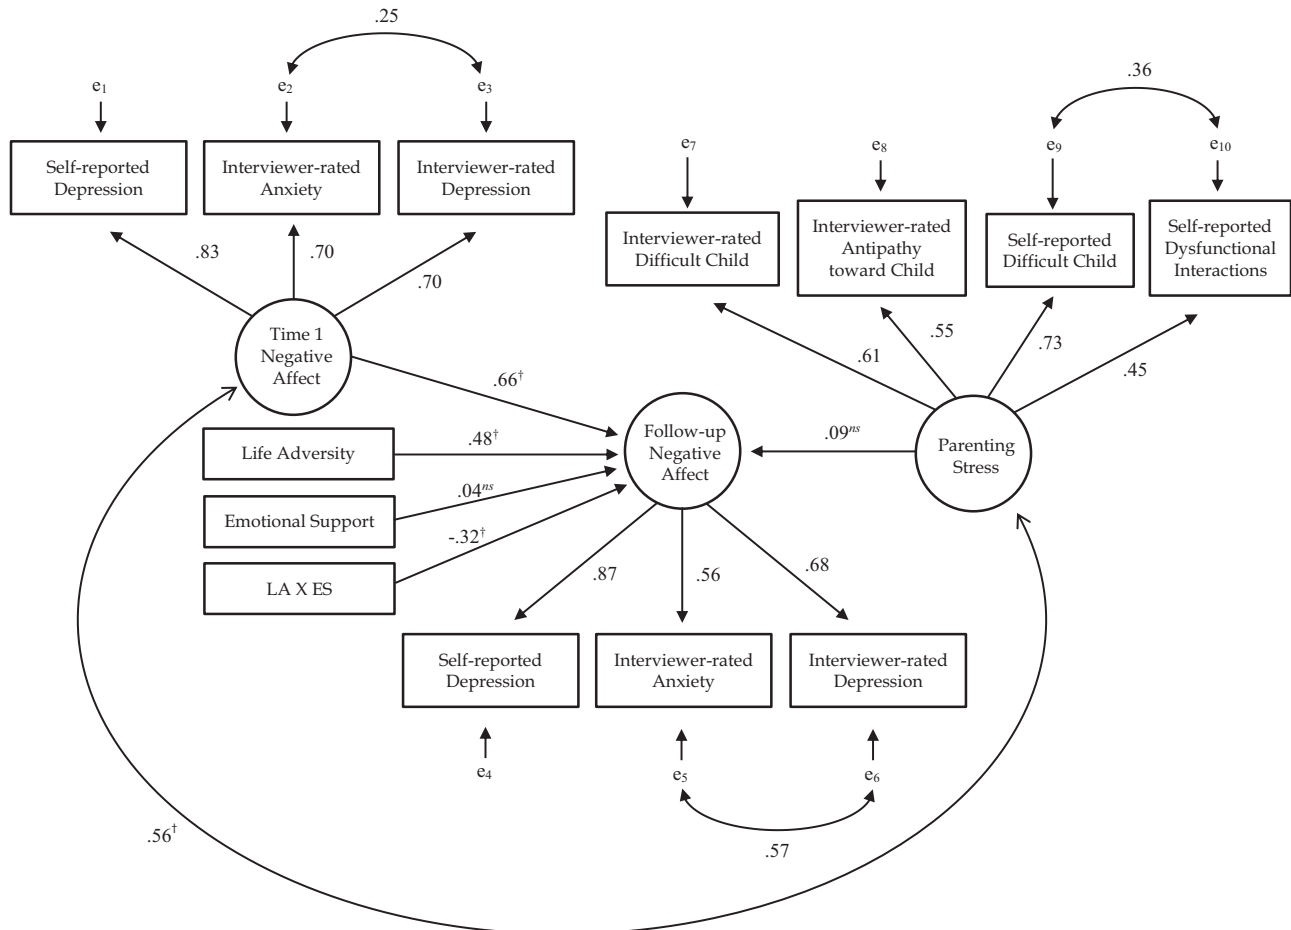 .25
e₁
e₂
e₃
.36
e₇
e₈
e₉
e₁₀
Self-reported
Depression
Interviewer-rated
Anxiety
Interviewer-rated
Depression
Interviewer-rated
Difficult Child
Interviewer-rated
Antipathy
toward Child
Self-reported
Difficult Child
Self-reported
Dysfunctional
Interactions
.83
.70
.70
.61
.55
.73
.45
Time 1
Negative
Affect
.66†
Life Adversity
.48†
Follow-up
Negative
Affect
.09ns
Parenting
Stress
Emotional Support
.04ns
LA X ES
-.32†
.87
.56
.68
Self-reported
Depression
Interviewer-rated
Anxiety
Interviewer-rated
Depression
e₄
e₅
e₆
.57
.56†